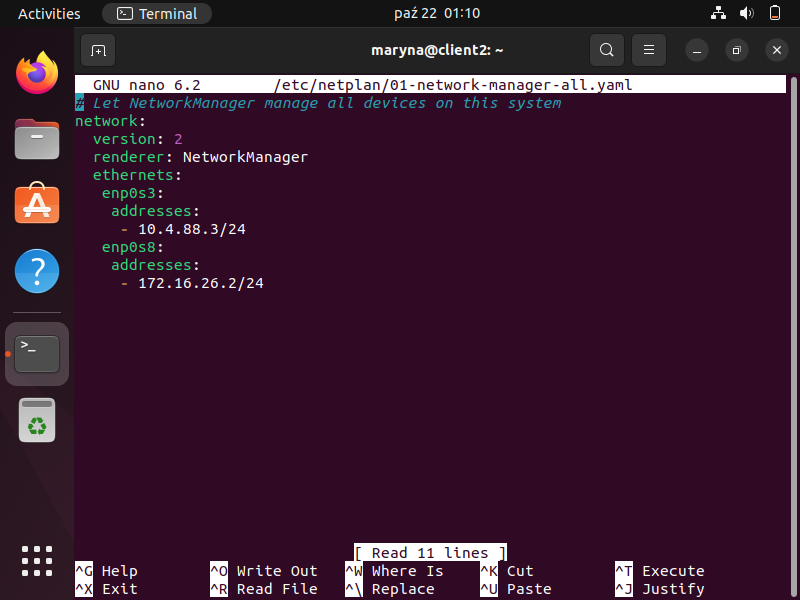 Activities Terminal paź 22 01:10
maryna@client2: ~
GNU nano 6.2 /etc/netplan/01-network-manager-all.yaml
# Let NetworkManager manage all devices on this system
network:
  version: 2
  renderer: NetworkManager
  ethernets:
   enp0s3:
    addresses:
     - 10.4.88.3/24
   enp0s8:
    addresses:
     - 172.16.26.2/24
[ Read 11 lines ]
^G Help ^O Write Out ^W Where Is ^K Cut ^T Execute
^X Exit ^R Read File ^\ Replace ^U Paste ^J Justify